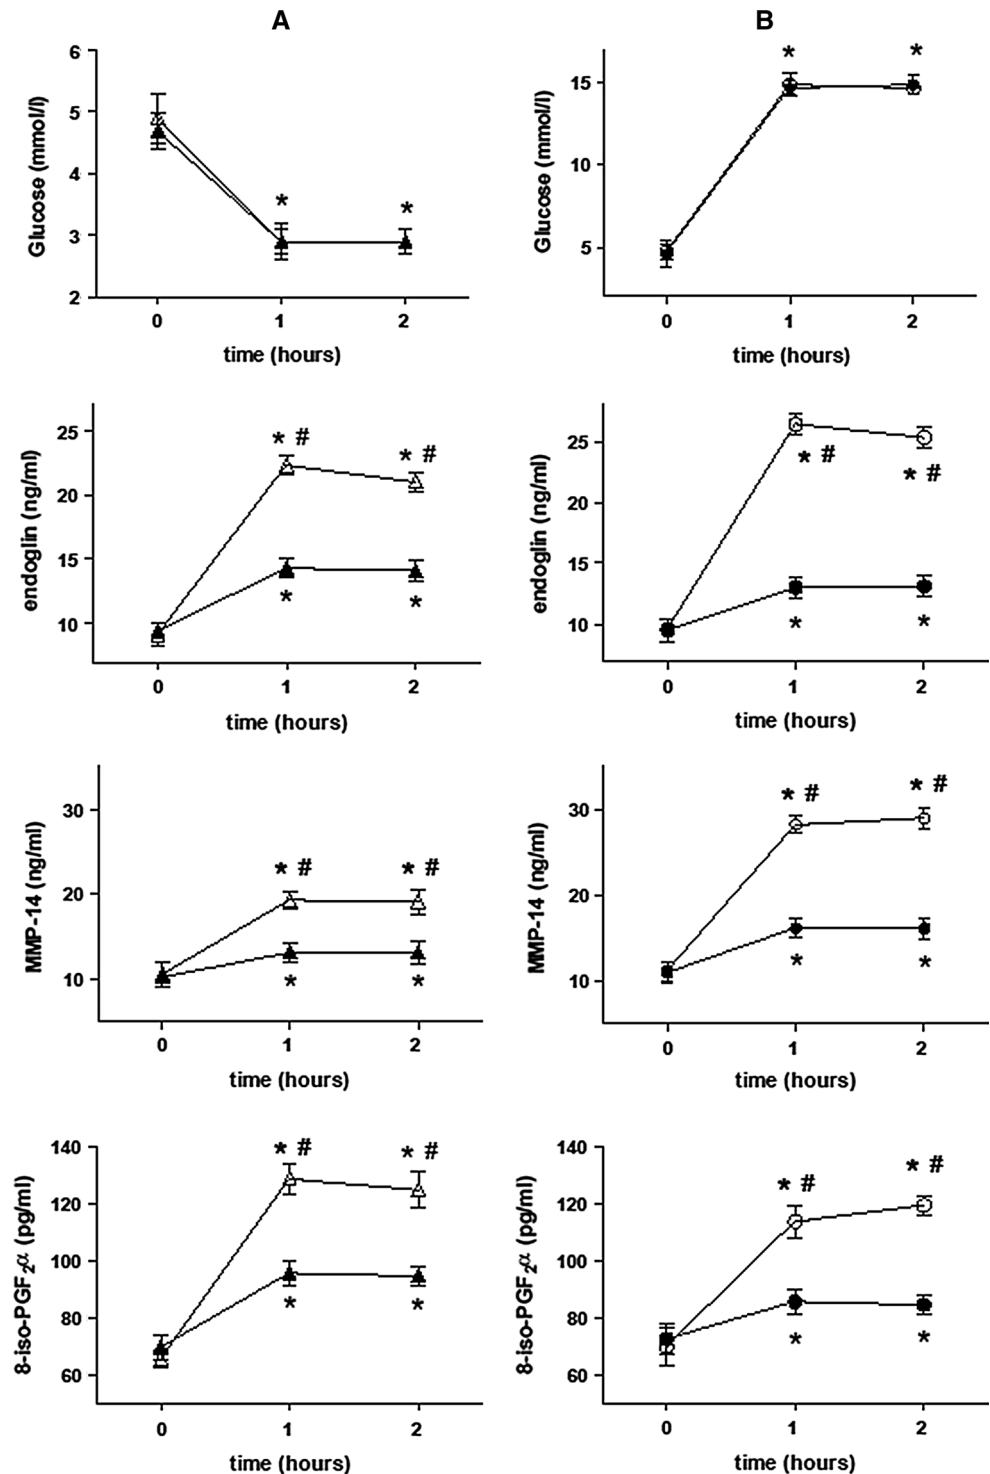 A
B
6
5
4
3
2
Glucose (mmol/l)
* *
0 1 2
time (hours)
15
10
5
Glucose (mmol/l)
* *
0 1 2
time (hours)
25
20
15
10
endoglin (ng/ml)
* # * #
* *
0 1 2
time (hours)
25
20
15
10
endoglin (ng/ml)
* # * #
* *
0 1 2
time (hours)
30
20
10
MMP-14 (ng/ml)
* # * #
* *
0 1 2
time (hours)
30
20
10
MMP-14 (ng/ml)
* # * #
* *
0 1 2
time (hours)
140
120
100
80
60
8-iso-PGF₂α (pg/ml)
* # * #
* *
0 1 2
time (hours)
140
120
100
80
60
8-iso-PGF₂α (pg/ml)
* # * #
* *
0 1 2
time (hours)